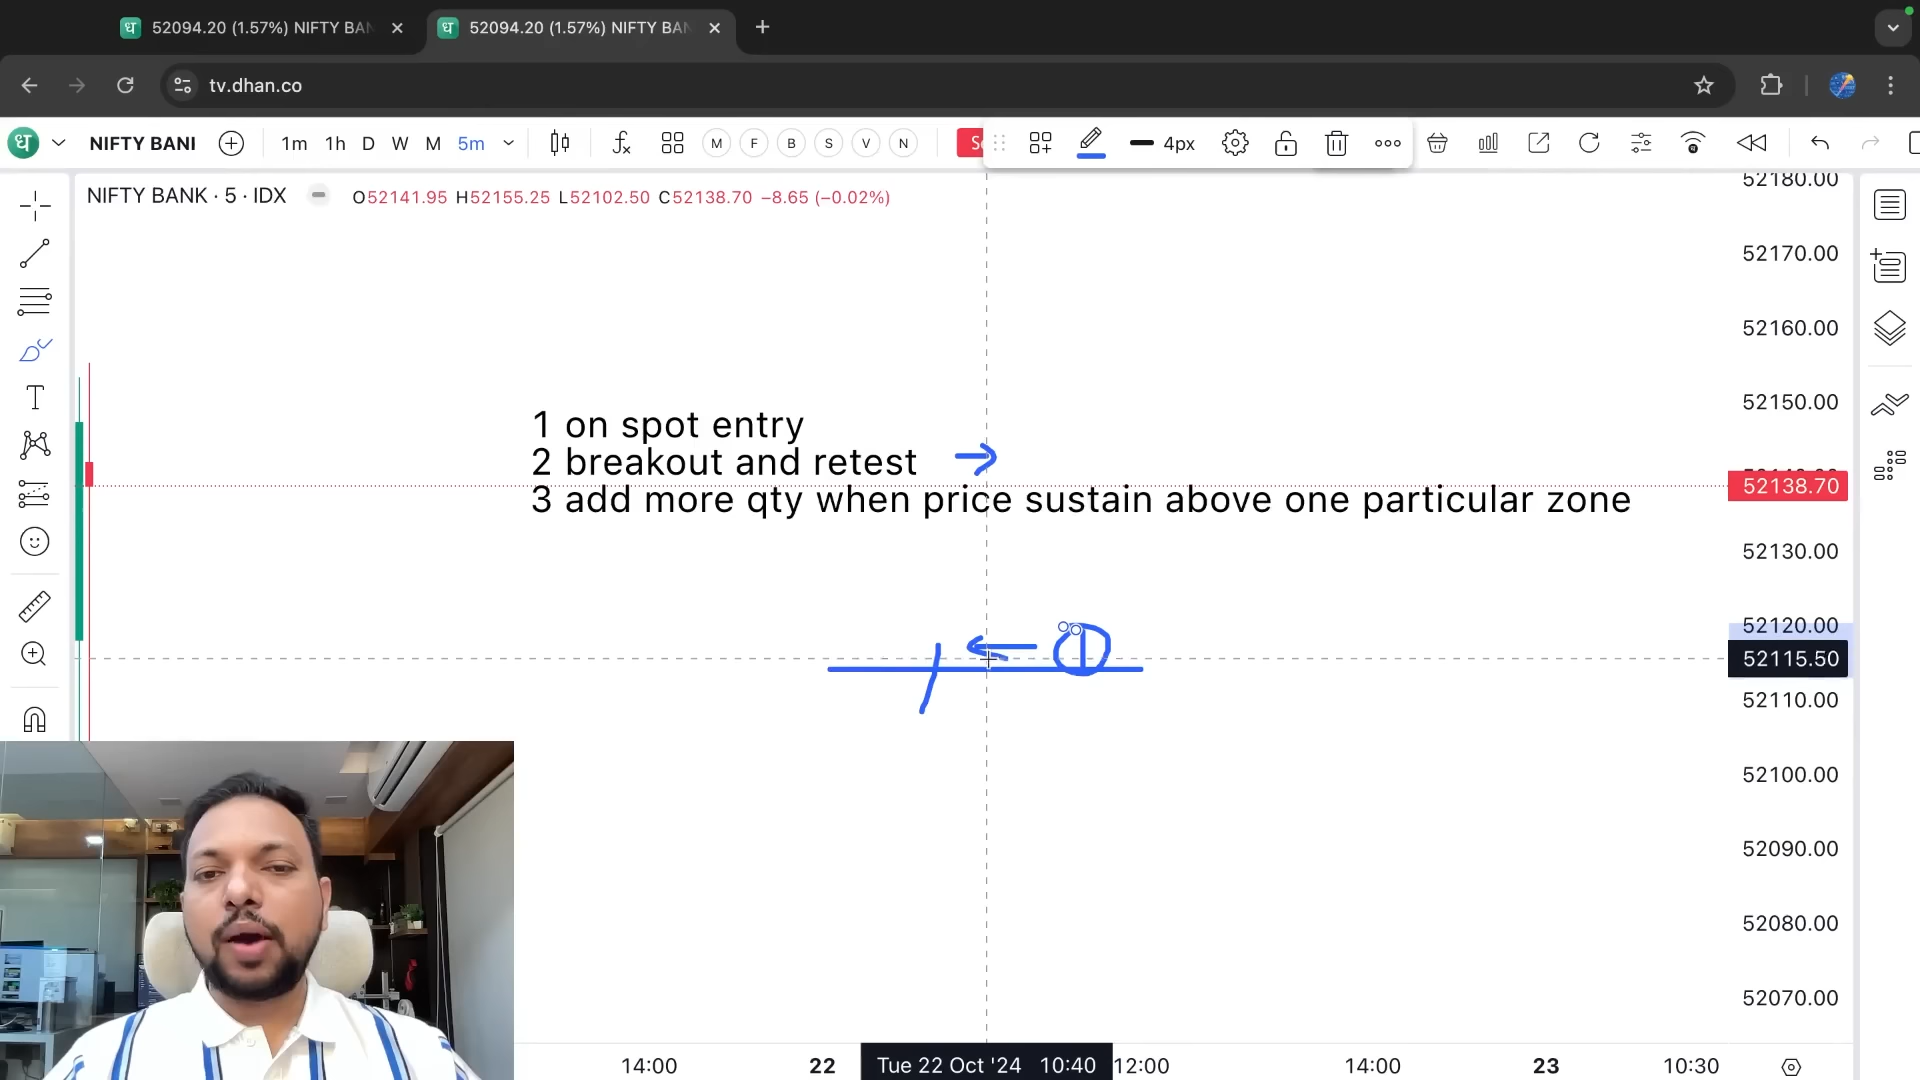 52094.20 (1.57%) NIFTY BAN
52094.20 (1.57%) NIFTY BAN
tv.dhan.co
ध
NIFTY BANI
1m 1h D W M 5m
M F B S V N
4px
NIFTY BANK · 5 · IDX
O52141.95 H52155.25 L52102.50 C52138.70 −8.65 (−0.02%)
52180.00
52170.00
52160.00
52150.00
1 on spot entry
2 breakout and retest
3 add more qty when price sustain above one particular zone
52138.70
52130.00
52120.00
1
52115.50
52110.00
52100.00
52090.00
52080.00
52070.00
14:00 22 Tue 22 Oct '24 10:40 12:00 14:00 23 10:30